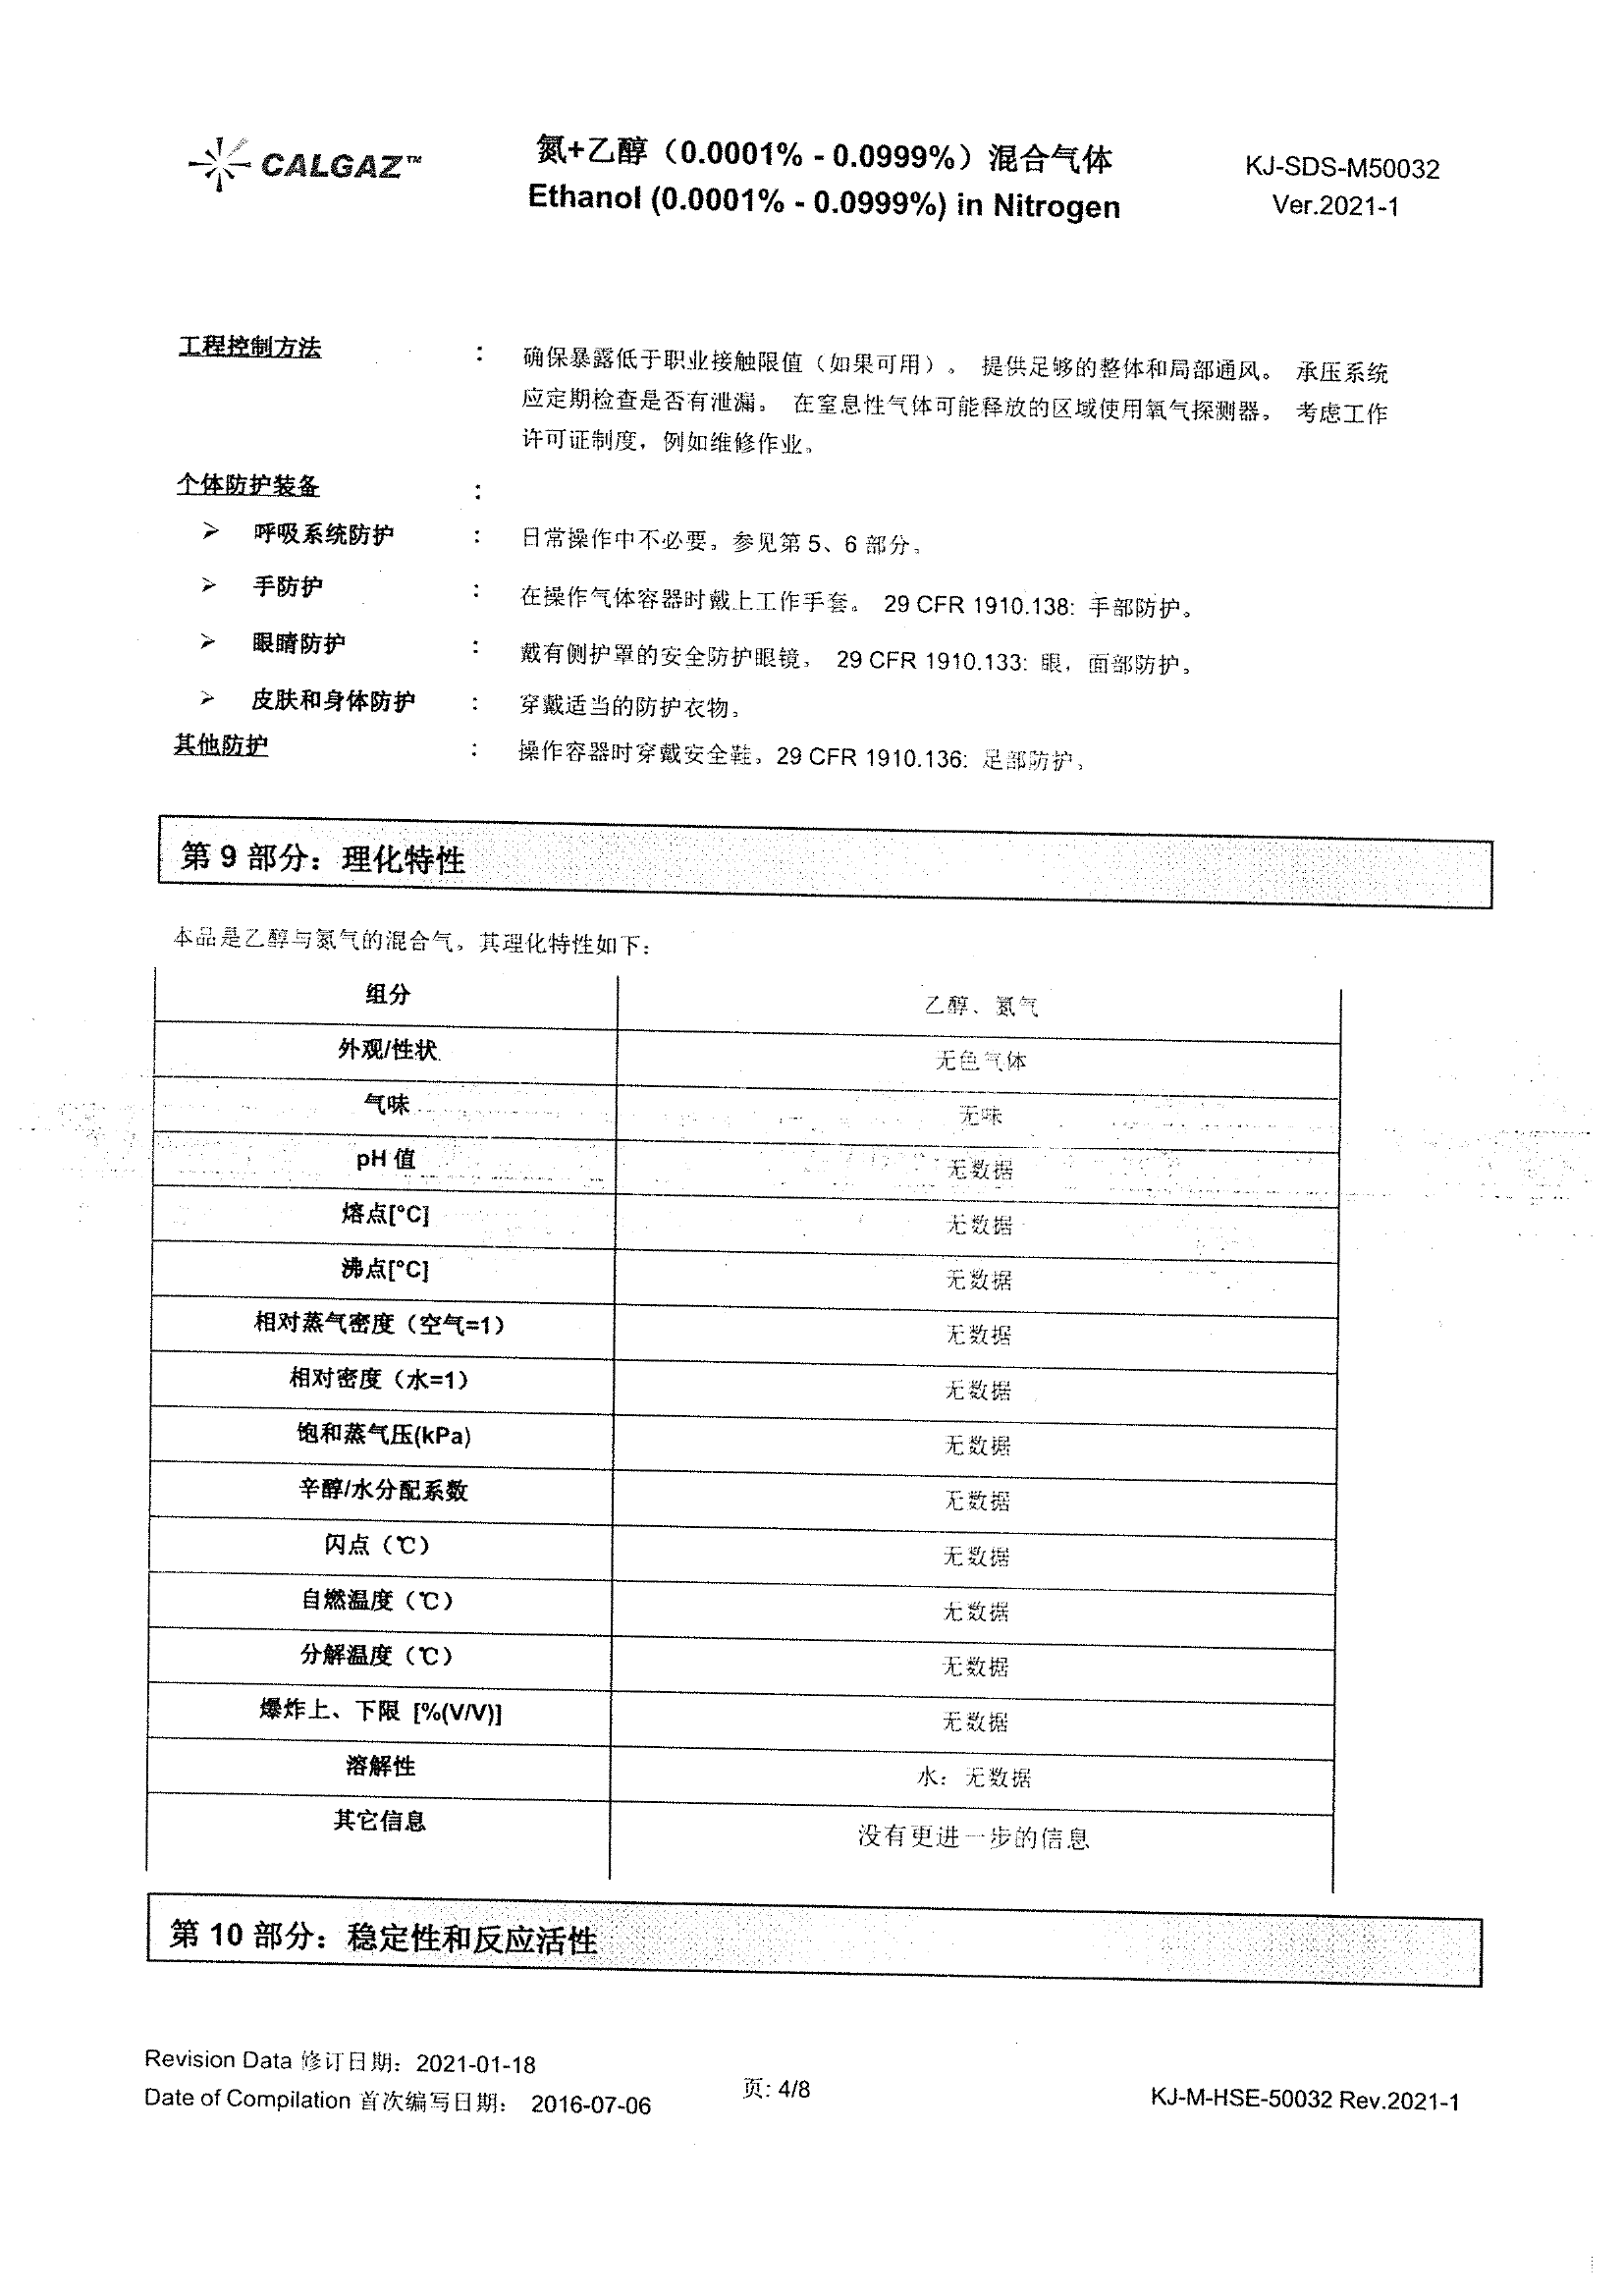 CALGAZ™
氮+乙醇（0.0001% - 0.0999%）混合气体
Ethanol (0.0001% - 0.0999%) in Nitrogen
KJ-SDS-M50032
Ver.2021-1
工程控制方法 : 确保暴露低于职业接触限值（如果可用）。 提供足够的整体和局部通风。 承压系统
应定期检查是否有泄漏。 在窒息性气体可能释放的区域使用氧气探测器。 考虑工作
许可证制度，例如维修作业。
个体防护装备 :
➢ 呼吸系统防护 : 日常操作中不必要。参见第 5、6 部分。
➢ 手防护 : 在操作气体容器时戴上工作手套。 29 CFR 1910.138: 手部防护。
➢ 眼睛防护 : 戴有侧护罩的安全防护眼镜。 29 CFR 1910.133: 眼，面部防护。
➢ 皮肤和身体防护 : 穿戴适当的防护衣物。
其他防护 : 操作容器时穿戴安全鞋。29 CFR 1910.136: 足部防护。
第 9 部分：理化特性
本品是乙醇与氮气的混合气，其理化特性如下：
组分 乙醇、氮气
外观/性状 无色气体
气味 无味
pH 值 无数据
熔点[°C] 无数据
沸点[°C] 无数据
相对蒸气密度（空气=1） 无数据
相对密度（水=1） 无数据
饱和蒸气压(kPa) 无数据
辛醇/水分配系数 无数据
闪点（℃） 无数据
自燃温度（℃） 无数据
分解温度（℃） 无数据
爆炸上、下限 [%(V/V)] 无数据
溶解性 水：无数据
其它信息 没有更进一步的信息
第 10 部分：稳定性和反应活性
Revision Data 修订日期：2021-01-18
Date of Compilation 首次编写日期： 2016-07-06
页: 4/8
KJ-M-HSE-50032 Rev.2021-1